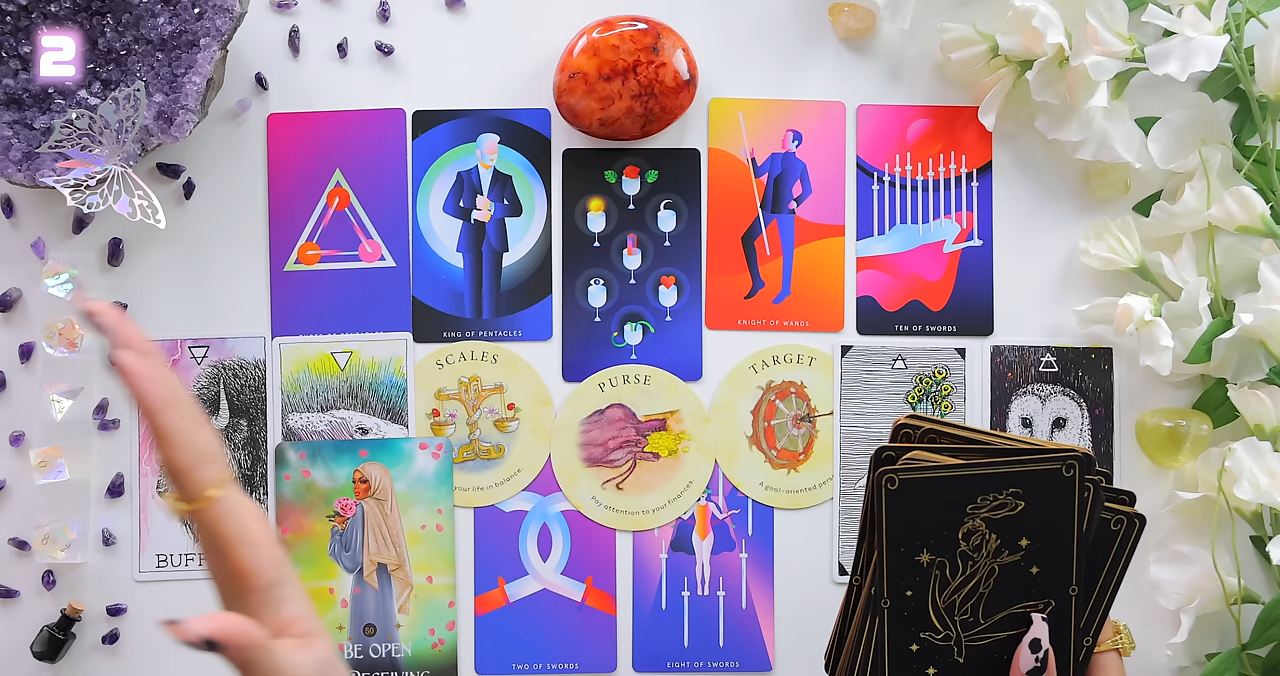 2
KING OF PENTACLES
KNIGHT OF WANDS
TEN OF SWORDS
SCALES
your life in balance.
PURSE
Pay attention to your finances.
TARGET
A goal-oriented pers
BUFF
50
BE OPEN
RECEIVING
TWO OF SWORDS
EIGHT OF SWORDS